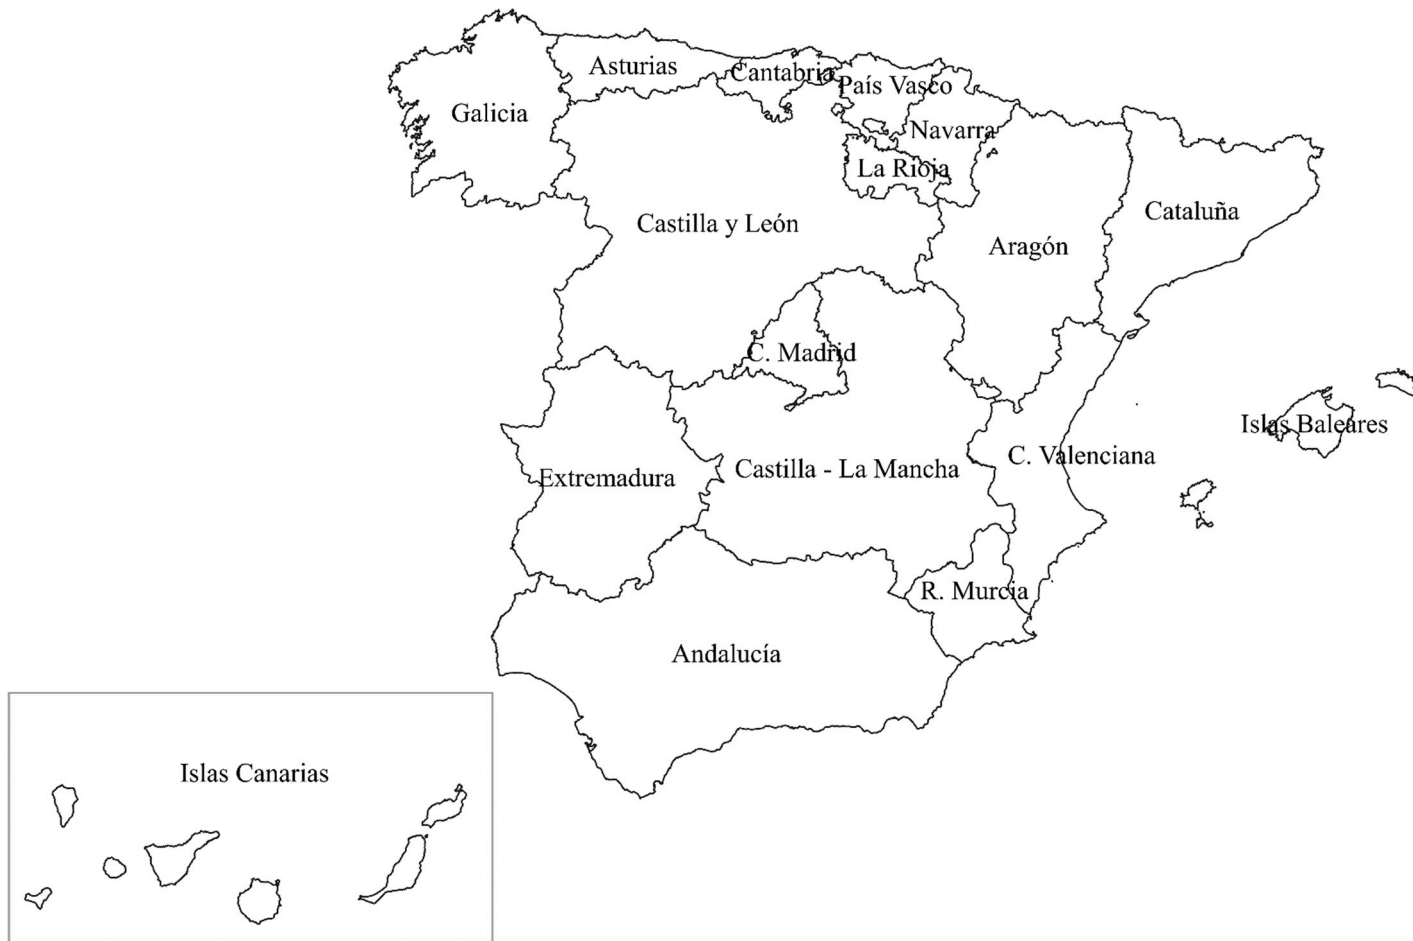 Asturias
Cantabria
País Vasco
Galicia
Navarra
La Rioja
Cataluña
Castilla y León
Aragón
C. Madrid
Islas Baleares
C. Valenciana
Castilla - La Mancha
Extremadura
R. Murcia
Andalucía
Islas Canarias